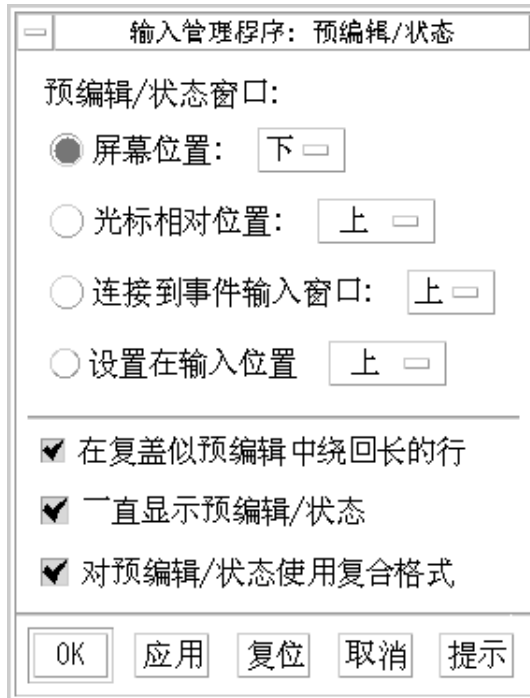 输入管理程序: 预编辑/状态
预编辑/状态窗口:
屏幕位置: 下
光标相对位置: 上
连接到事件输入窗口: 上
设置在输入位置 上
在复盖似预编辑中绕回长的行
一直显示预编辑/状态
对预编辑/状态使用复合格式
OK 应用 复位 取消 提示